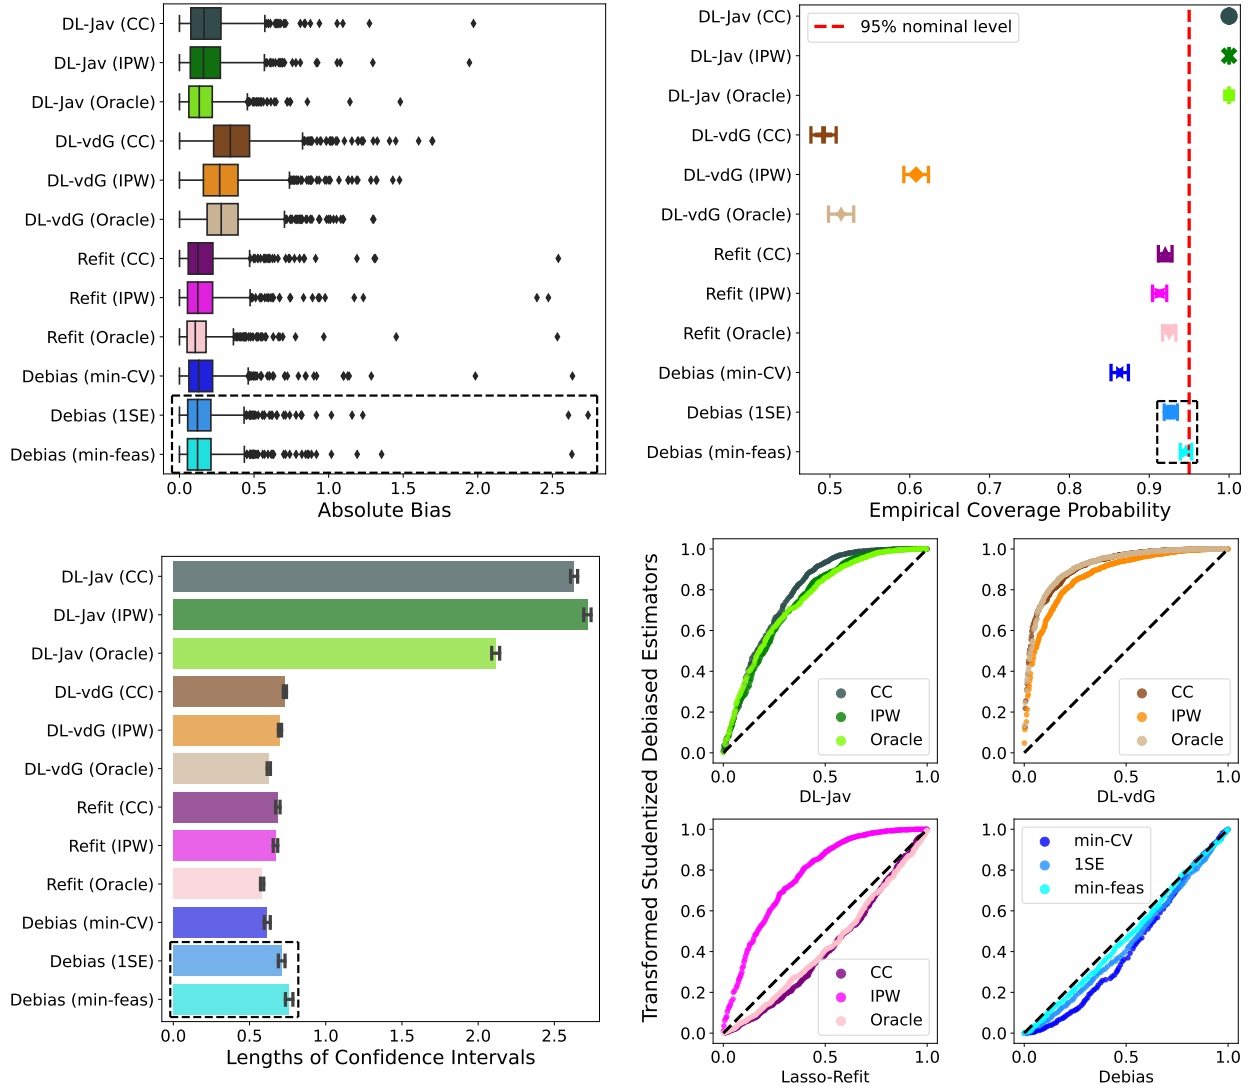 DL-Jav (CC)
DL-Jav (IPW)
DL-Jav (Oracle)
DL-vdG (CC)
DL-vdG (IPW)
DL-vdG (Oracle)
Refit (CC)
Refit (IPW)
Refit (Oracle)
Debias (min-CV)
Debias (1SE)
Debias (min-feas)
0.0 0.5 1.0 1.5 2.0 2.5
Absolute Bias
95% nominal level
DL-Jav (CC)
DL-Jav (IPW)
DL-Jav (Oracle)
DL-vdG (CC)
DL-vdG (IPW)
DL-vdG (Oracle)
Refit (CC)
Refit (IPW)
Refit (Oracle)
Debias (min-CV)
Debias (1SE)
Debias (min-feas)
0.5 0.6 0.7 0.8 0.9 1.0
Empirical Coverage Probability
DL-Jav (CC)
DL-Jav (IPW)
DL-Jav (Oracle)
DL-vdG (CC)
DL-vdG (IPW)
DL-vdG (Oracle)
Refit (CC)
Refit (IPW)
Refit (Oracle)
Debias (min-CV)
Debias (1SE)
Debias (min-feas)
0.0 0.5 1.0 1.5 2.0 2.5
Lengths of Confidence Intervals
Transformed Studentized Debiased Estimators
1.0
0.8
0.6
0.4
0.2
0.0
CC
IPW
Oracle
0.0 0.5 1.0
DL-Jav
1.0
0.8
0.6
0.4
0.2
0.0
CC
IPW
Oracle
0.0 0.5 1.0
DL-vdG
1.0
0.8
0.6
0.4
0.2
0.0
CC
IPW
Oracle
0.0 0.5 1.0
Lasso-Refit
1.0
0.8
0.6
0.4
0.2
0.0
min-CV
1SE
min-feas
0.0 0.5 1.0
Debias